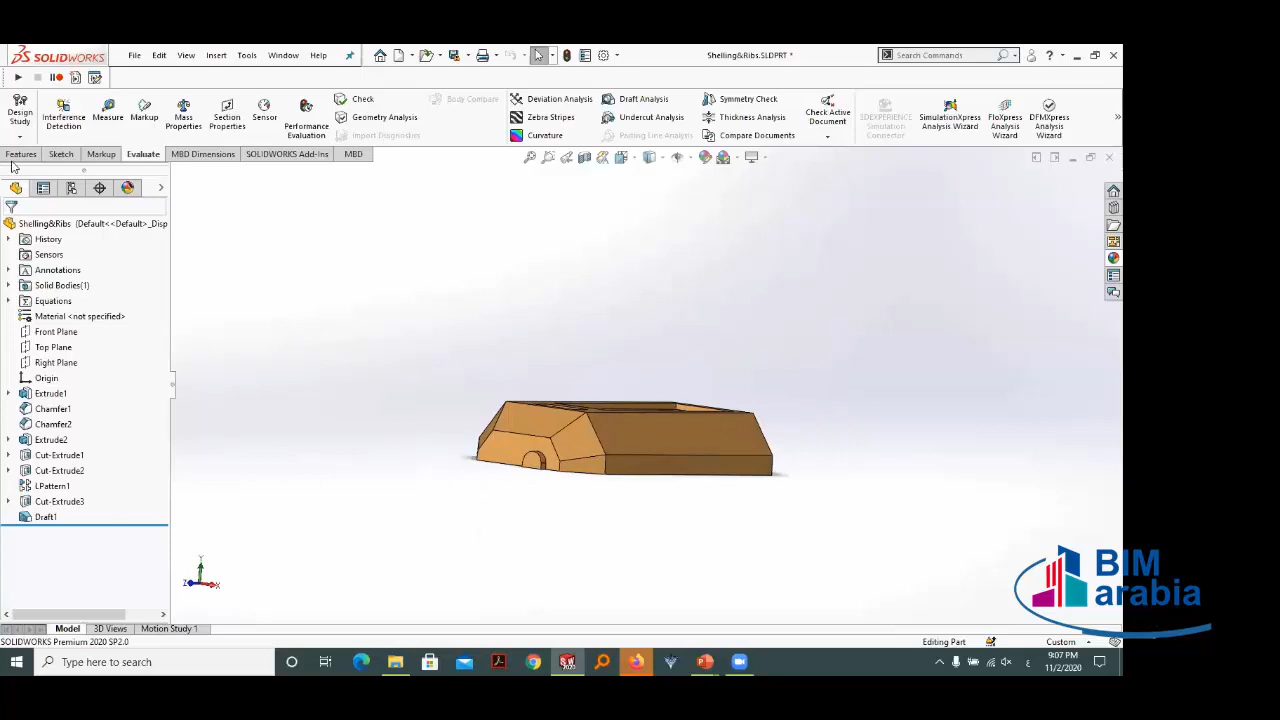 SOLIDWORKS File Edit View Insert Tools Window Help Shelling&Ribs.SLDPRT * Search Commands ?
Design Study
Interference Detection
Measure
Markup
Mass Properties
Section Properties
Sensor
Performance Evaluation
Check
Geometry Analysis
Import Diagnostics
Body Compare
Deviation Analysis
Zebra Stripes
Curvature
Draft Analysis
Undercut Analysis
Parting Line Analysis
Symmetry Check
Thickness Analysis
Compare Documents
Check Active Document
3DEXPERIENCE Simulation Connector
SimulationXpress Analysis Wizard
FloXpress Analysis Wizard
DFMXpress Analysis Wizard
Features Sketch Markup Evaluate MBD Dimensions SOLIDWORKS Add-Ins MBD
Shelling&Ribs (Default<<Default>_Disp
History
Sensors
Annotations
Solid Bodies(1)
Equations
Material <not specified>
Front Plane
Top Plane
Right Plane
Origin
Extrude1
Chamfer1
Chamfer2
Extrude2
Cut-Extrude1
Cut-Extrude2
LPattern1
Cut-Extrude3
Draft1
Y
Z X
BIM
arabia
Model 3D Views Motion Study 1
SOLIDWORKS Premium 2020 SP2.0 Editing Part Custom
Type here to search ع 9:07 PM
11/2/2020